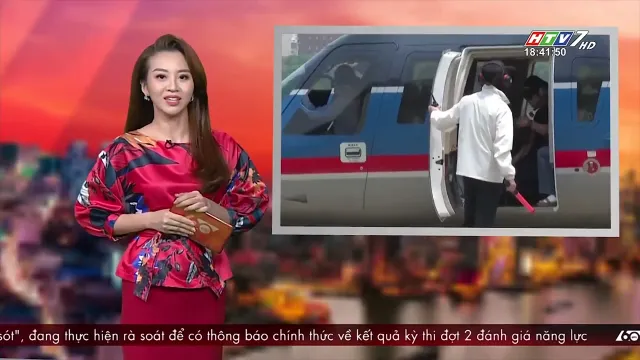 HTV7 HD
18:41:50
sót", đang thực hiện rà soát để có thông báo chính thức về kết quả kỳ thi đợt 2 đánh giá năng lực